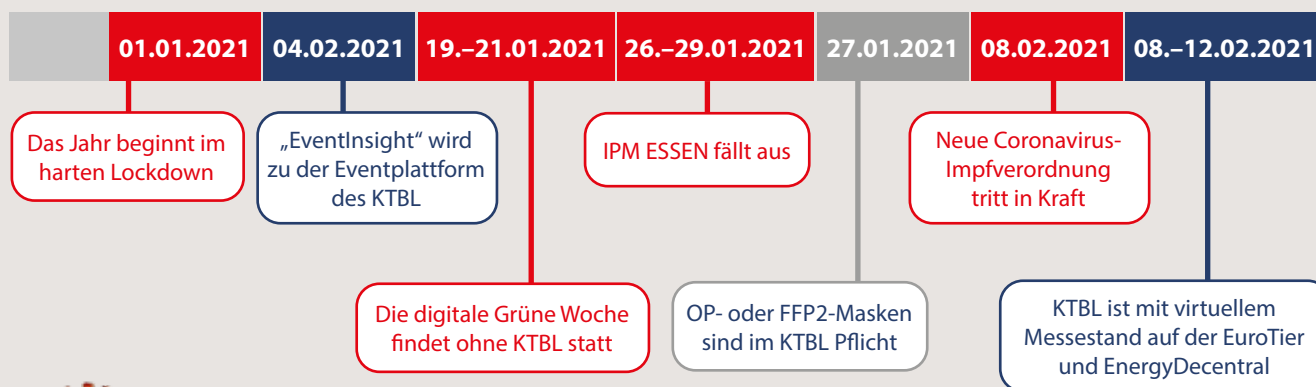 01.01.2021
04.02.2021
19.–21.01.2021
26.–29.01.2021
27.01.2021
08.02.2021
08.–12.02.2021
Das Jahr beginnt im
harten Lockdown
„EventInsight“ wird
zu der Eventplattform
des KTBL
IPM ESSEN fällt aus
Neue Coronavirus-
Impfverordnung
tritt in Kraft
Die digitale Grüne Woche
findet ohne KTBL statt
OP- oder FFP2-Masken
sind im KTBL Pflicht
KTBL ist mit virtuellem
Messestand auf der EuroTier
und EnergyDecentral